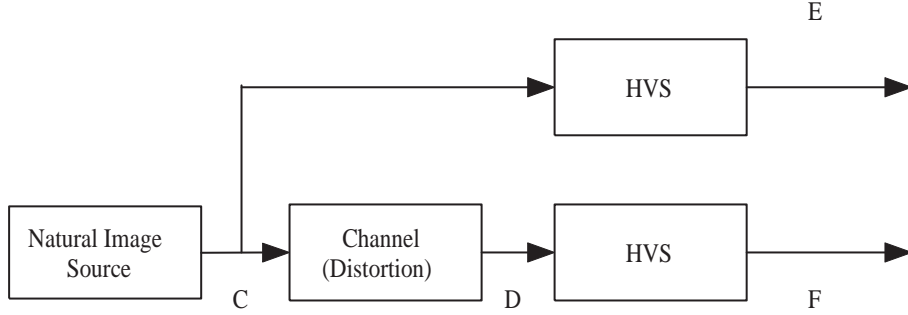 E
HVS
Natural Image
Source
Channel
(Distortion)
HVS
C
D
F